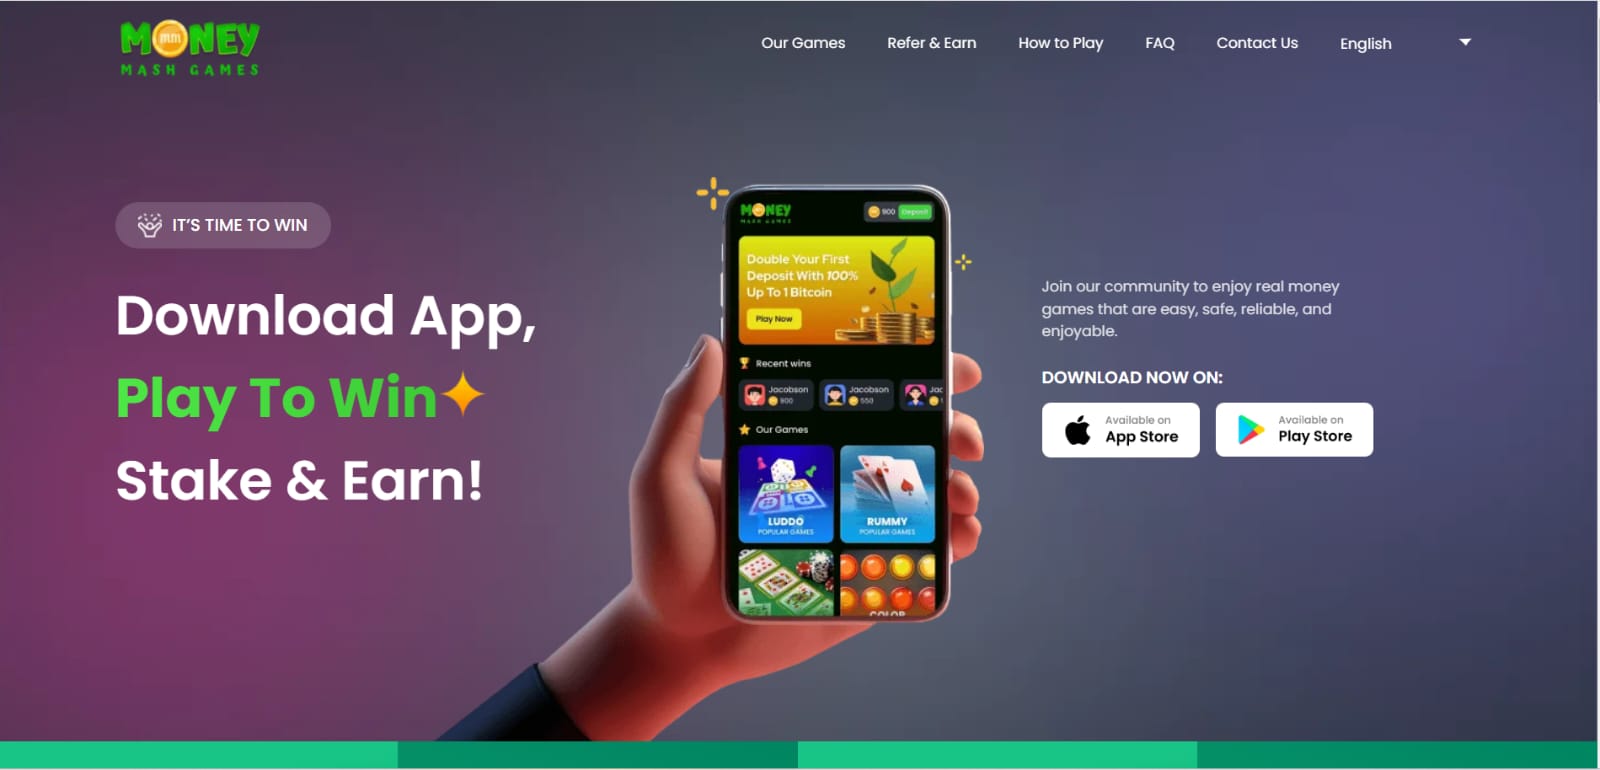 MONEY
MASH GAMES
Our Games
Refer & Earn
How to Play
FAQ
Contact Us
English
IT'S TIME TO WIN
Download App,
Play To Win
Stake & Earn!
MONEY
MASH GAMES
900
Deposit
Double Your First
Deposit With 100%
Up To 1 Bitcoin
Play Now
Recent wins
Jacobson
900
Jacobson
550
Jac
Our Games
LUDDO
POPULAR GAMES
RUMMY
POPULAR GAMES
COLOR
Join our community to enjoy real money
games that are easy, safe, reliable, and
enjoyable.
DOWNLOAD NOW ON:
Available on
App Store
Available on
Play Store